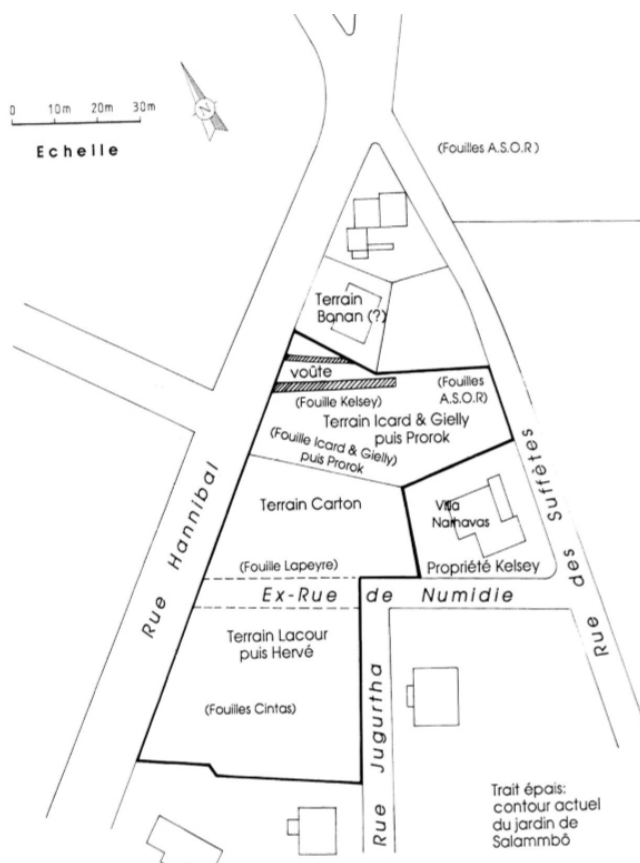 0 10m 20m 30m
Echelle
N
(Fouilles A.S.O.R)
Terrain
Banan (?)
voûte
(Fouille Kelsey)
(Fouilles
A.S.O.R)
Terrain Icard & Gielly
puis Prorok
(Fouille Icard & Gielly)
puis Prorok
Terrain Carton
Villa
Narhavas
(Fouille Lapeyre)
Propriété Kelsey
Ex-Rue de Numidie
Rue Hannibal
Rue des Suffètes
Terrain Lacour
puis Hervé
(Fouilles Cintas)
Rue Jugurtha
Trait épais:
contour actuel
du jardin de
Salammbô